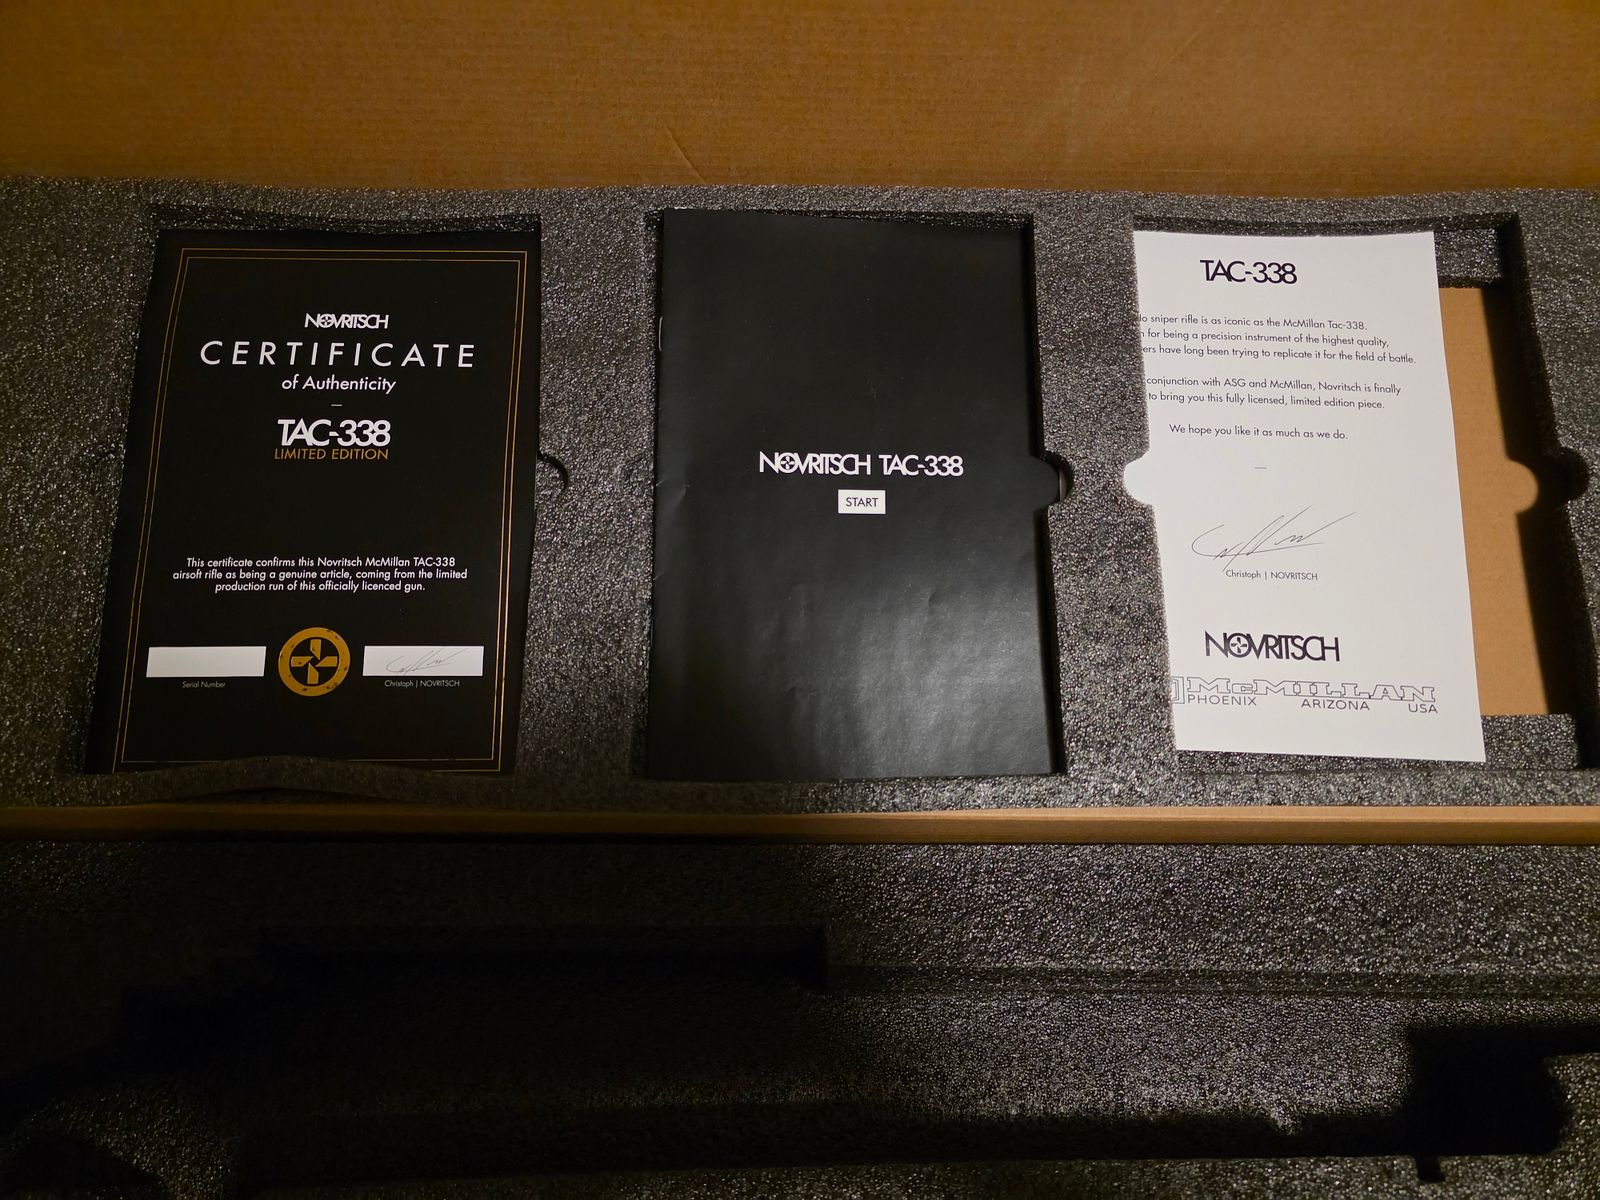 NOVRITSCH
CERTIFICATE
of Authenticity
TAC-338
LIMITED EDITION
This certificate confirms this Novritsch McMillan TAC-338
airsoft rifle as being a genuine article, coming from the limited
production run of this officially licenced gun.
Serial Number
Christoph | NOVRITSCH
NOVRITSCH TAC-338
START
TAC-338
sniper rifle is as iconic as the McMillan Tac-338.
for being a precision instrument of the highest quality,
have long been trying to replicate it for the field of battle.
conjunction with ASG and McMillan, Novritsch is finally
to bring you this fully licensed, limited edition piece.
We hope you like it as much as we do.
Christoph | NOVRITSCH
NOVRITSCH
McMILLAN
PHOENIX ARIZONA USA